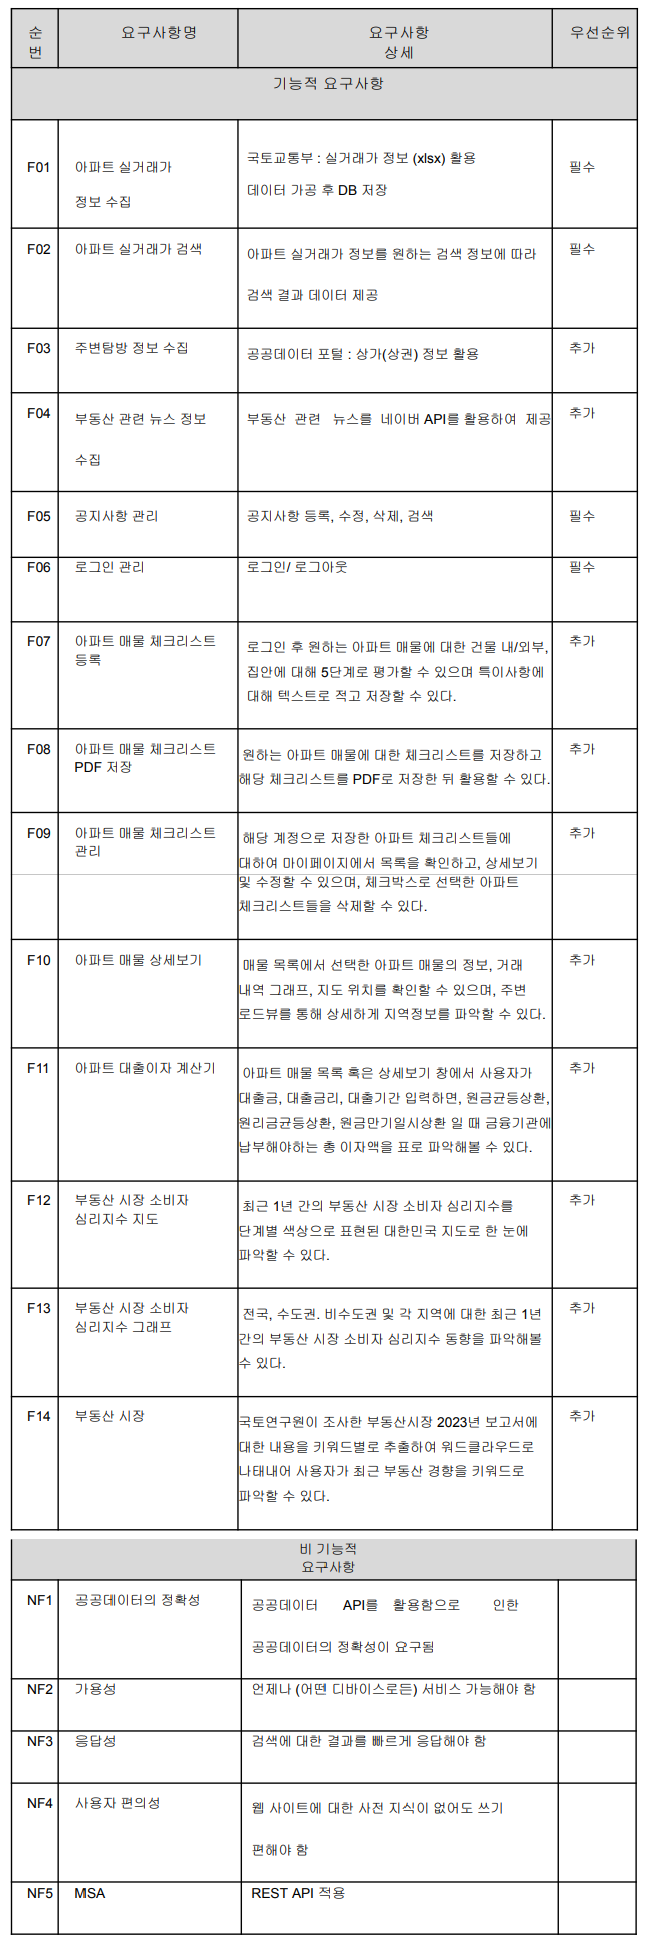 순 요구사항명 요구사항 우선순위
번 상세
기능적 요구사항
F01 아파트 실거래가 국토교통부 : 실거래가 정보 (xlsx) 활용 필수
정보 수집 데이터 가공 후 DB 저장
F02 아파트 실거래가 검색 아파트 실거래가 정보를 원하는 검색 정보에 따라 필수
검색 결과 데이터 제공
F03 주변탐방 정보 수집 공공데이터 포털 : 상가(상권) 정보 활용 추가
F04 부동산 관련 뉴스 정보 부동산 관련 뉴스를 네이버 API를 활용하여 제공 추가
수집
F05 공지사항 관리 공지사항 등록, 수정, 삭제, 검색 필수
F06 로그인 관리 로그인/ 로그아웃 필수
F07 아파트 매물 체크리스트 로그인 후 원하는 아파트 매물에 대한 건물 내/외부, 추가
등록 집안에 대해 5단계로 평가할 수 있으며 특이사항에
대해 텍스트로 적고 저장할 수 있다.
F08 아파트 매물 체크리스트 원하는 아파트 매물에 대한 체크리스트를 저장하고 추가
PDF 저장 해당 체크리스트를 PDF로 저장한 뒤 활용할 수 있다.
F09 아파트 매물 체크리스트 해당 계정으로 저장한 아파트 체크리스트들에 추가
관리 대하여 마이페이지에서 목록을 확인하고, 상세보기
및 수정할 수 있으며, 체크박스로 선택한 아파트
체크리스트들을 삭제할 수 있다.
F10 아파트 매물 상세보기 매물 목록에서 선택한 아파트 매물의 정보, 거래 추가
내역 그래프, 지도 위치를 확인할 수 있으며, 주변
로드뷰를 통해 상세하게 지역정보를 파악할 수 있다.
F11 아파트 대출이자 계산기 아파트 매물 목록 혹은 상세보기 창에서 사용자가 추가
대출금, 대출금리, 대출기간 입력하면, 원금균등상환,
원리금균등상환, 원금만기일시상환 일 때 금융기관에
납부해야하는 총 이자액을 표로 파악해볼 수 있다.
F12 부동산 시장 소비자 최근 1년 간의 부동산 시장 소비자 심리지수를 추가
심리지수 지도 단계별 색상으로 표현된 대한민국 지도로 한 눈에
파악할 수 있다.
F13 부동산 시장 소비자 전국, 수도권. 비수도권 및 각 지역에 대한 최근 1년 추가
심리지수 그래프 간의 부동산 시장 소비자 심리지수 동향을 파악해볼
수 있다.
F14 부동산 시장 국토연구원이 조사한 부동산시장 2023년 보고서에 추가
대한 내용을 키워드별로 추출하여 워드클라우드로
나태내어 사용자가 최근 부동산 경향을 키워드로
파악할 수 있다.
비 기능적
요구사항
NF1 공공데이터의 정확성 공공데이터 API를 활용함으로 인한
공공데이터의 정확성이 요구됨
NF2 가용성 언제나 (어떤 디바이스로든) 서비스 가능해야 함
NF3 응답성 검색에 대한 결과를 빠르게 응답해야 함
NF4 사용자 편의성 웹 사이트에 대한 사전 지식이 없어도 쓰기
편해야 함
NF5 MSA REST API 적용